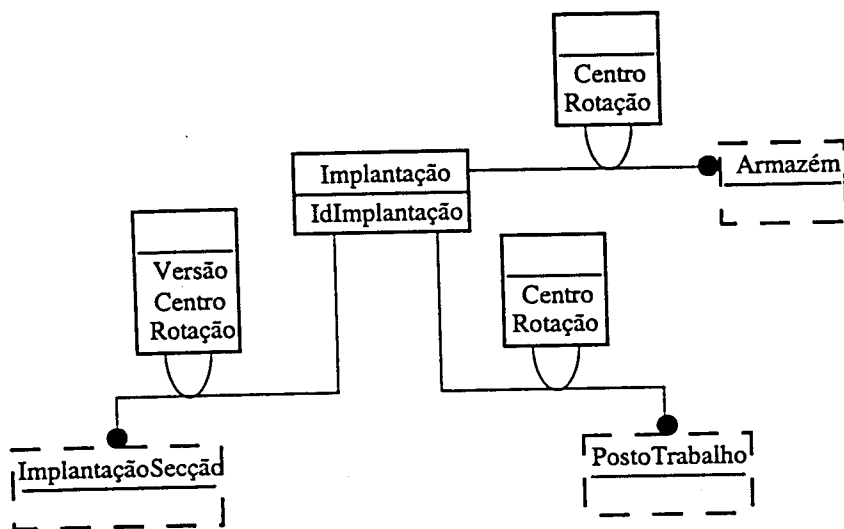 Centro
Rotação
Armazém
Implantação
IdImplantação
Versão
Centro
Rotação
Centro
Rotação
ImplantaçãoSecção
PostoTrabalho